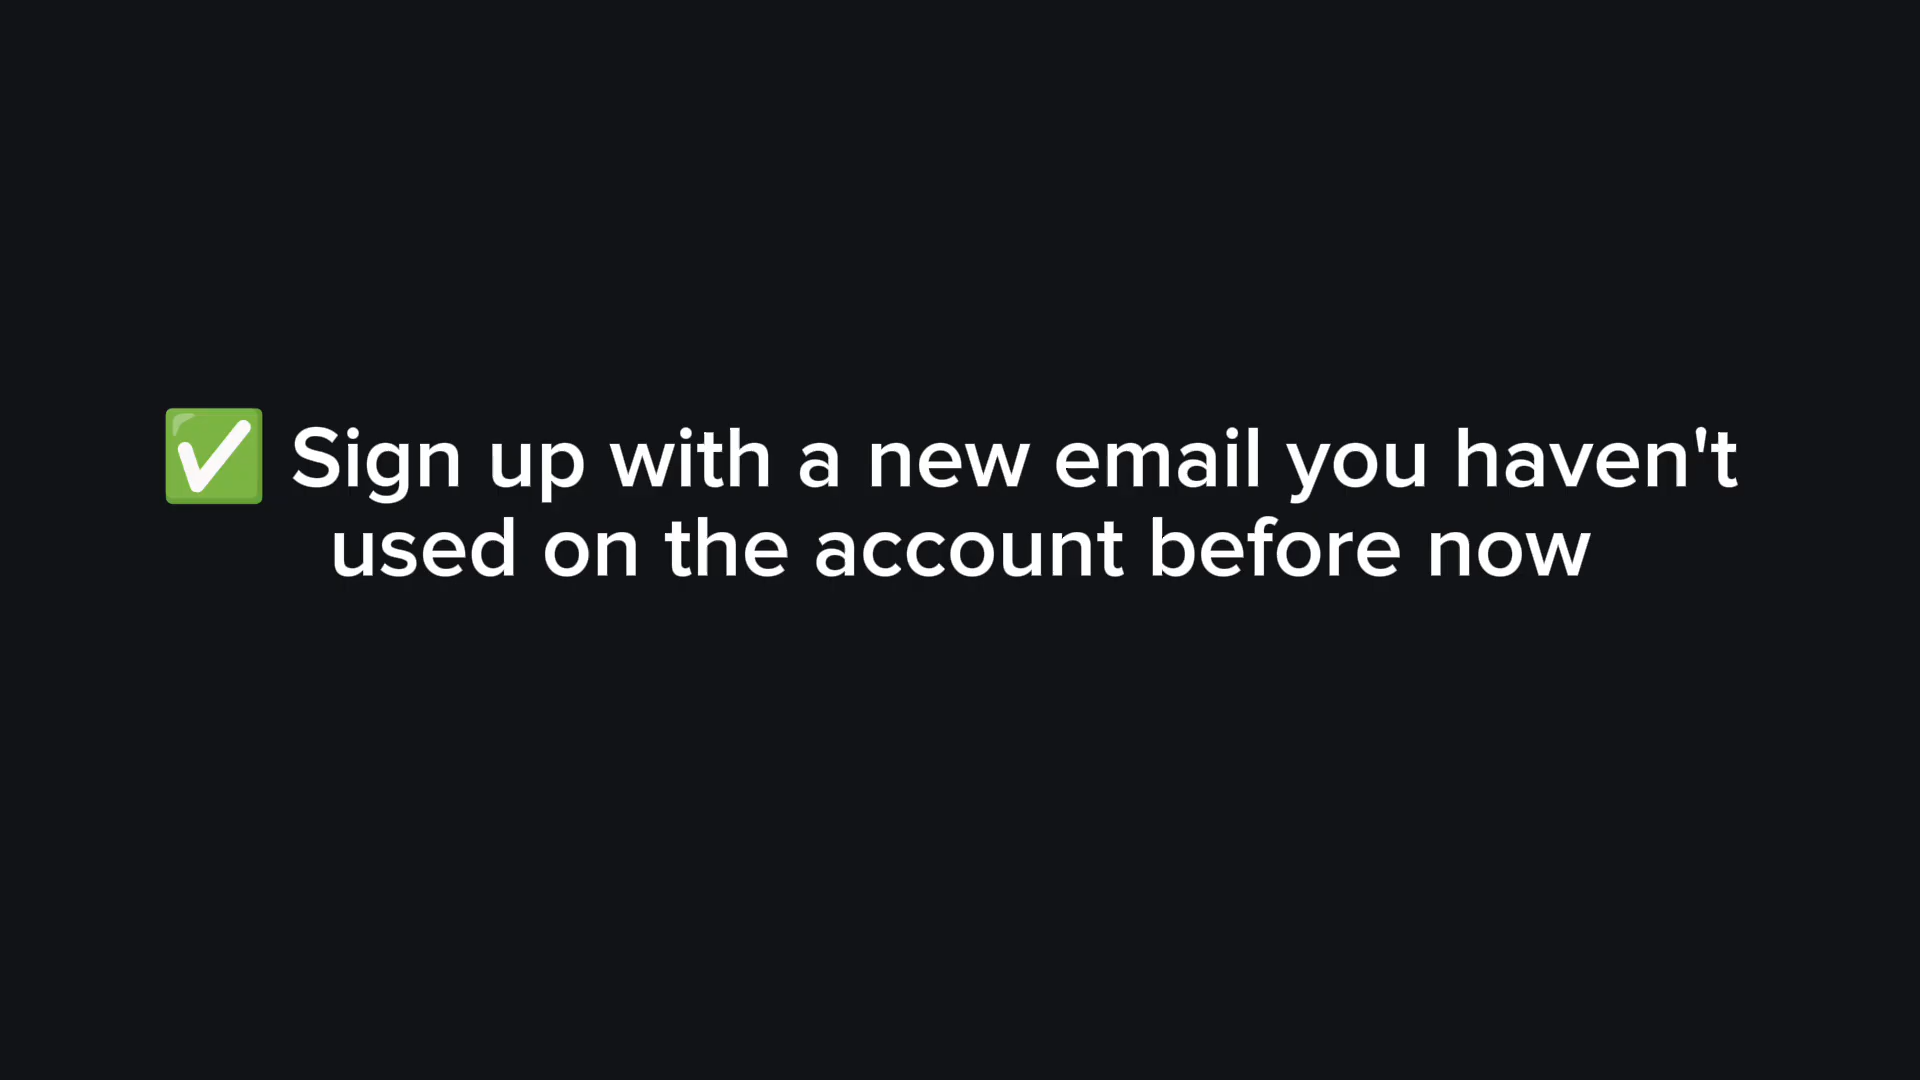 ✅ Sign up with a new email you haven't
used on the account before now